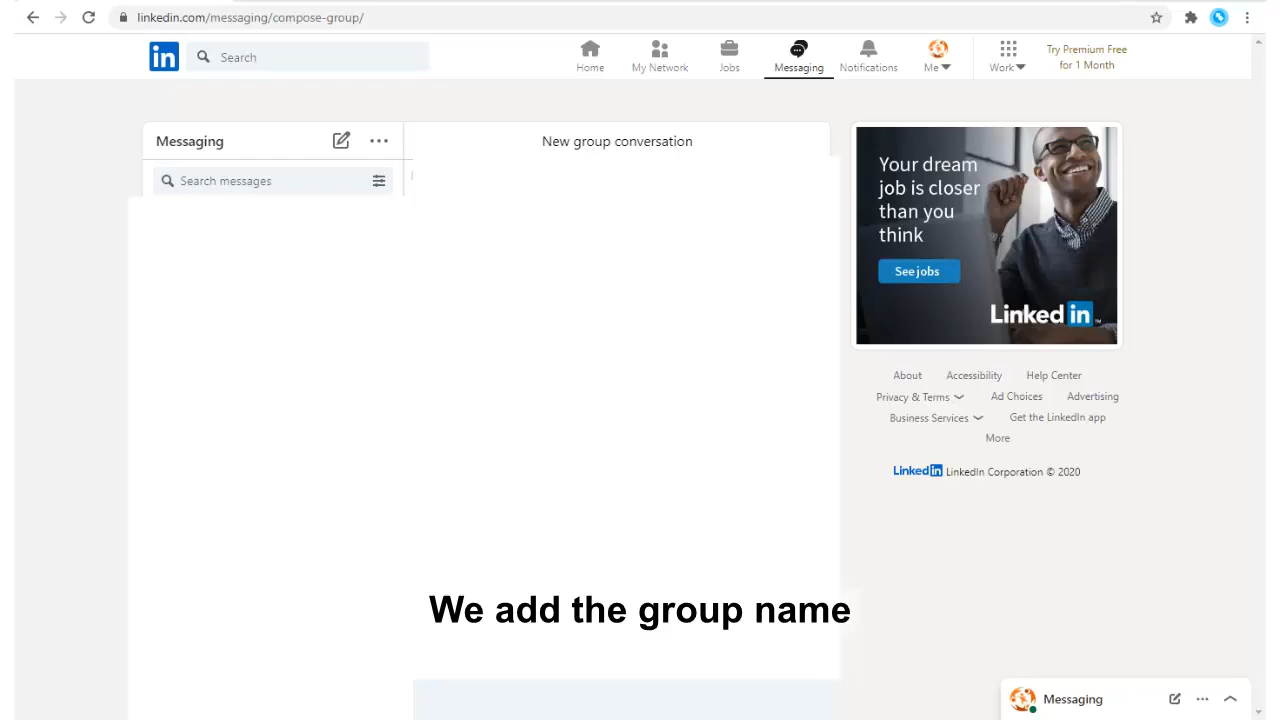 linkedin.com/messaging/compose-group/
in
Search
Home
My Network
Jobs
Messaging
Notifications
Me
Work
Try Premium Free
for 1 Month
Messaging
Search messages
New group conversation
Your dream
job is closer
than you
think
See jobs
Linked in
About
Accessibility
Help Center
Privacy & Terms
Ad Choices
Advertising
Business Services
Get the LinkedIn app
More
Linked in LinkedIn Corporation © 2020
We add the group name
Messaging